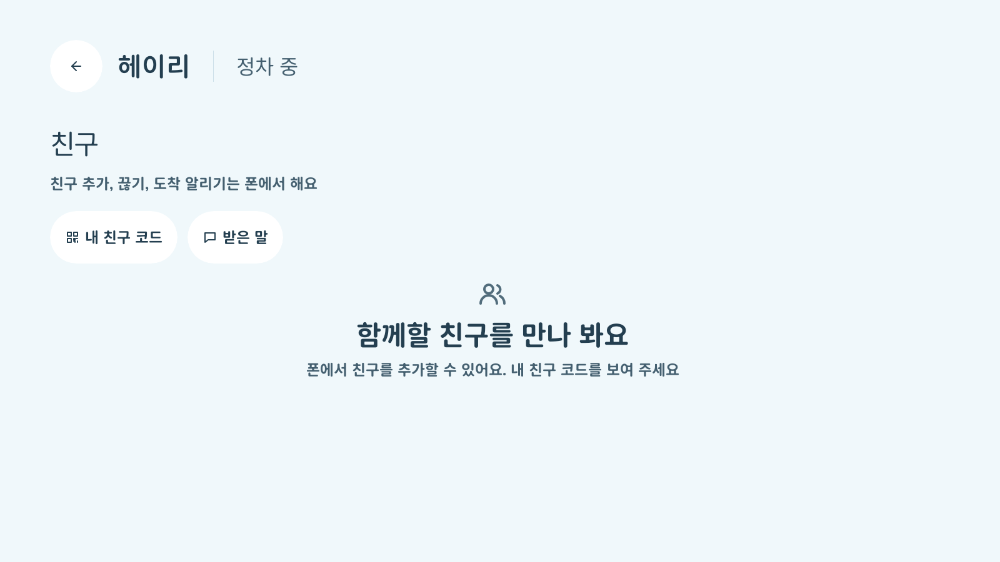 헤이리
정차 중
친구
친구 추가, 끊기, 도착 알리기는 폰에서 해요
내 친구 코드
받은 말
함께할 친구를 만나 봐요
폰에서 친구를 추가할 수 있어요. 내 친구 코드를 보여 주세요